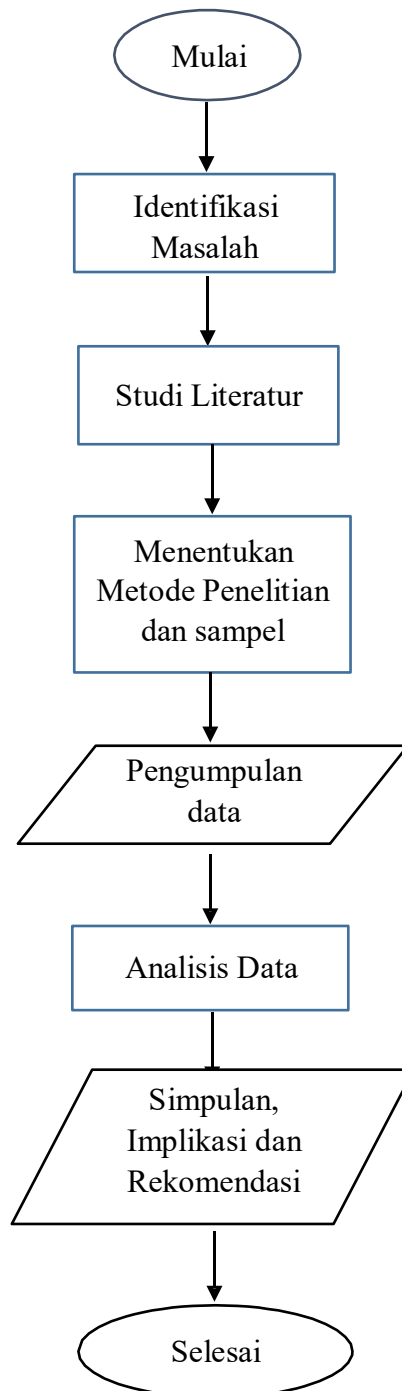 Mulai
Identifikasi
Masalah
Studi Literatur
Menentukan
Metode Penelitian
dan sampel
Pengumpulan
data
Analisis Data
Simpulan,
Implikasi dan
Rekomendasi
Selesai